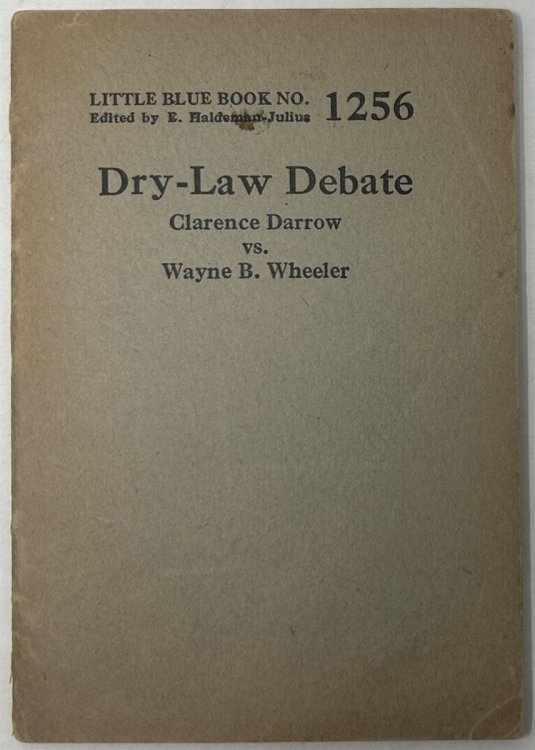 LITTLE BLUE BOOK NO. 1256
Edited by E. Haldeman-Julius
Dry-Law Debate
Clarence Darrow
vs.
Wayne B. Wheeler